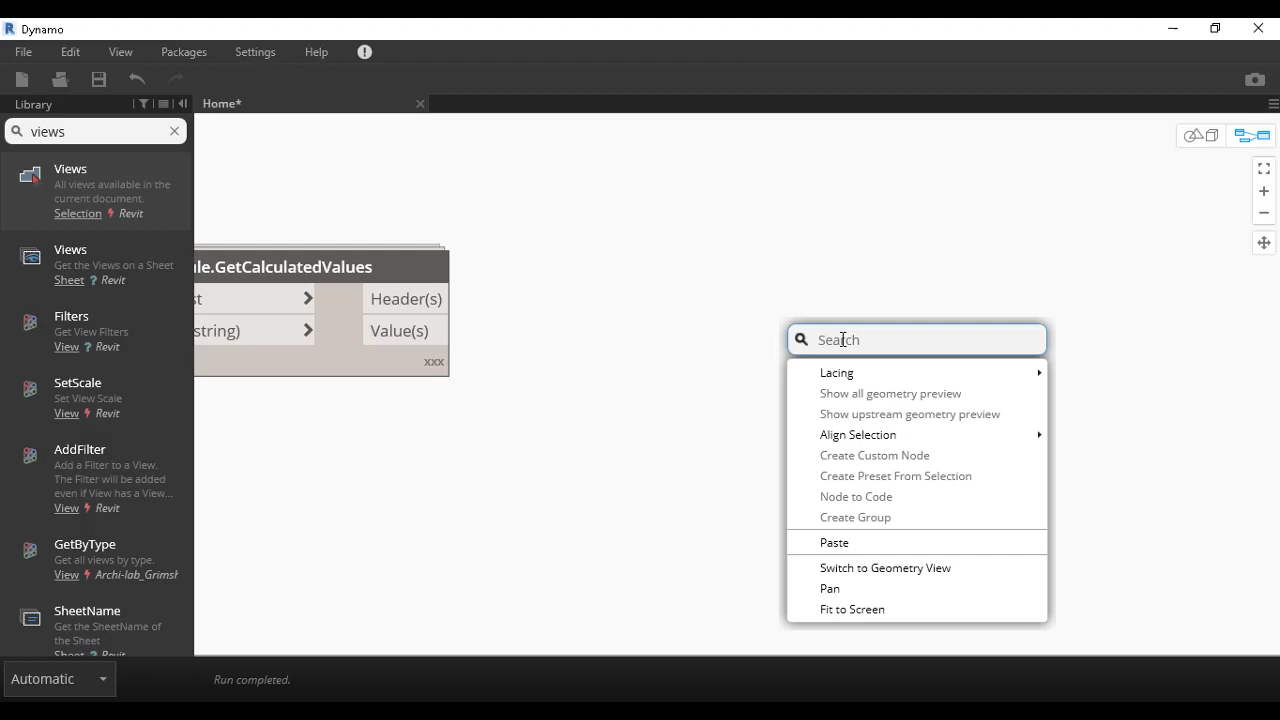 Dynamo
File Edit View Packages Settings Help
Library
Home*
views
Views
All views available in the
current document.
Selection Revit
Views
Get the Views on a Sheet
Sheet ? Revit
Filters
Get View Filters
View ? Revit
SetScale
Set View Scale
View Revit
AddFilter
Add a Filter to a View.
The Filter will be added
even if View has a View...
View Revit
GetByType
Get all views by type.
View Archi-lab_Grimsh
SheetName
Get the SheetName of
the Sheet
Sheet ? Revit
ule.GetCalculatedValues
st > Header(s)
string) > Value(s)
xxx
Search
Lacing
Show all geometry preview
Show upstream geometry preview
Align Selection
Create Custom Node
Create Preset From Selection
Node to Code
Create Group
Paste
Switch to Geometry View
Pan
Fit to Screen
Automatic
Run completed.